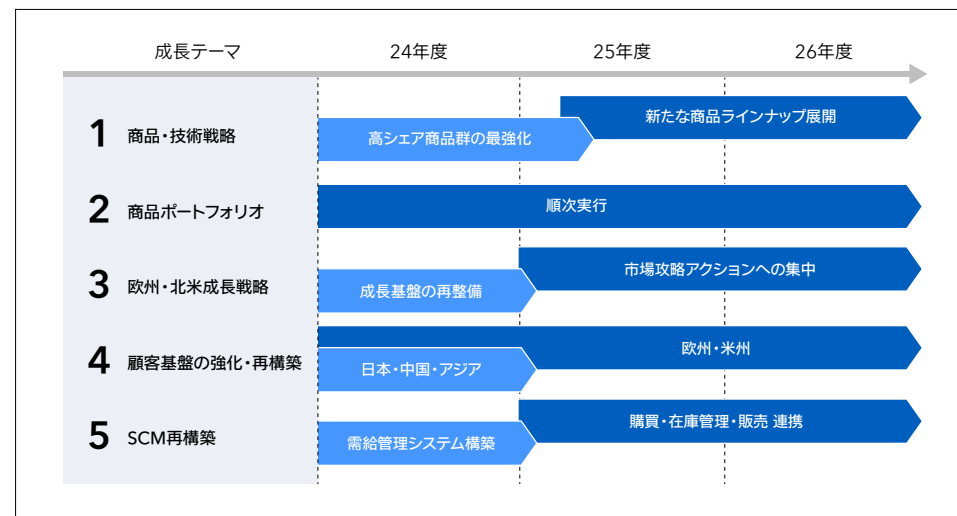 成長テーマ 24年度 25年度 26年度
1 商品・技術戦略
高シェア商品群の最強化
新たな商品ラインナップ展開
2 商品ポートフォリオ
順次実行
3 欧州・北米成長戦略
成長基盤の再整備
市場攻略アクションへの集中
4 顧客基盤の強化・再構築
日本・中国・アジア
欧州・米州
5 SCM再構築
需給管理システム構築
購買・在庫管理・販売 連携